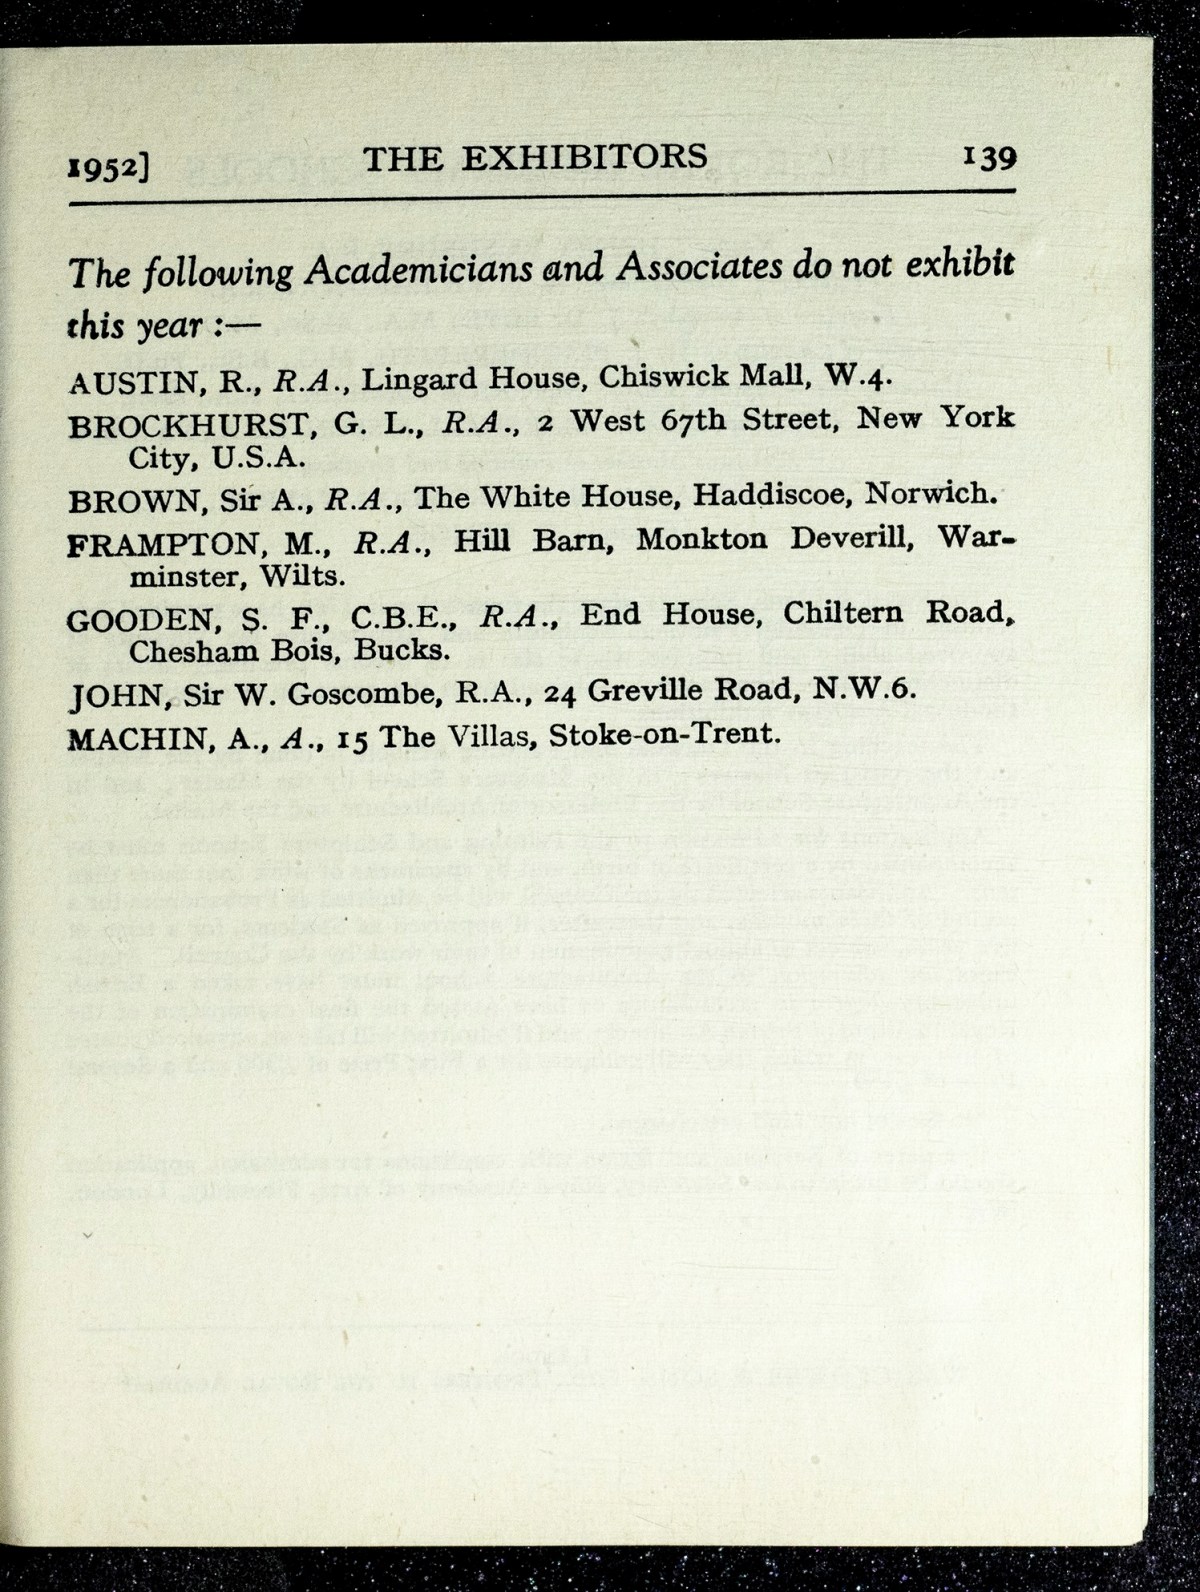 1952] THE EXHIBITORS 139
The following Academicians and Associates do not exhibit
this year :—
AUSTIN, R., R.A., Lingard House, Chiswick Mall, W.4.
BROCKHURST, G. L., R.A., 2 West 67th Street, New York
City, U.S.A.
BROWN, Sir A., R.A., The White House, Haddiscoe, Norwich.
FRAMPTON, M., R.A., Hill Barn, Monkton Deverill, War-
minster, Wilts.
GOODEN, S. F., C.B.E., R.A., End House, Chiltern Road,
Chesham Bois, Bucks.
JOHN, Sir W. Goscombe, R.A., 24 Greville Road, N.W.6.
MACHIN, A., A., 15 The Villas, Stoke-on-Trent.